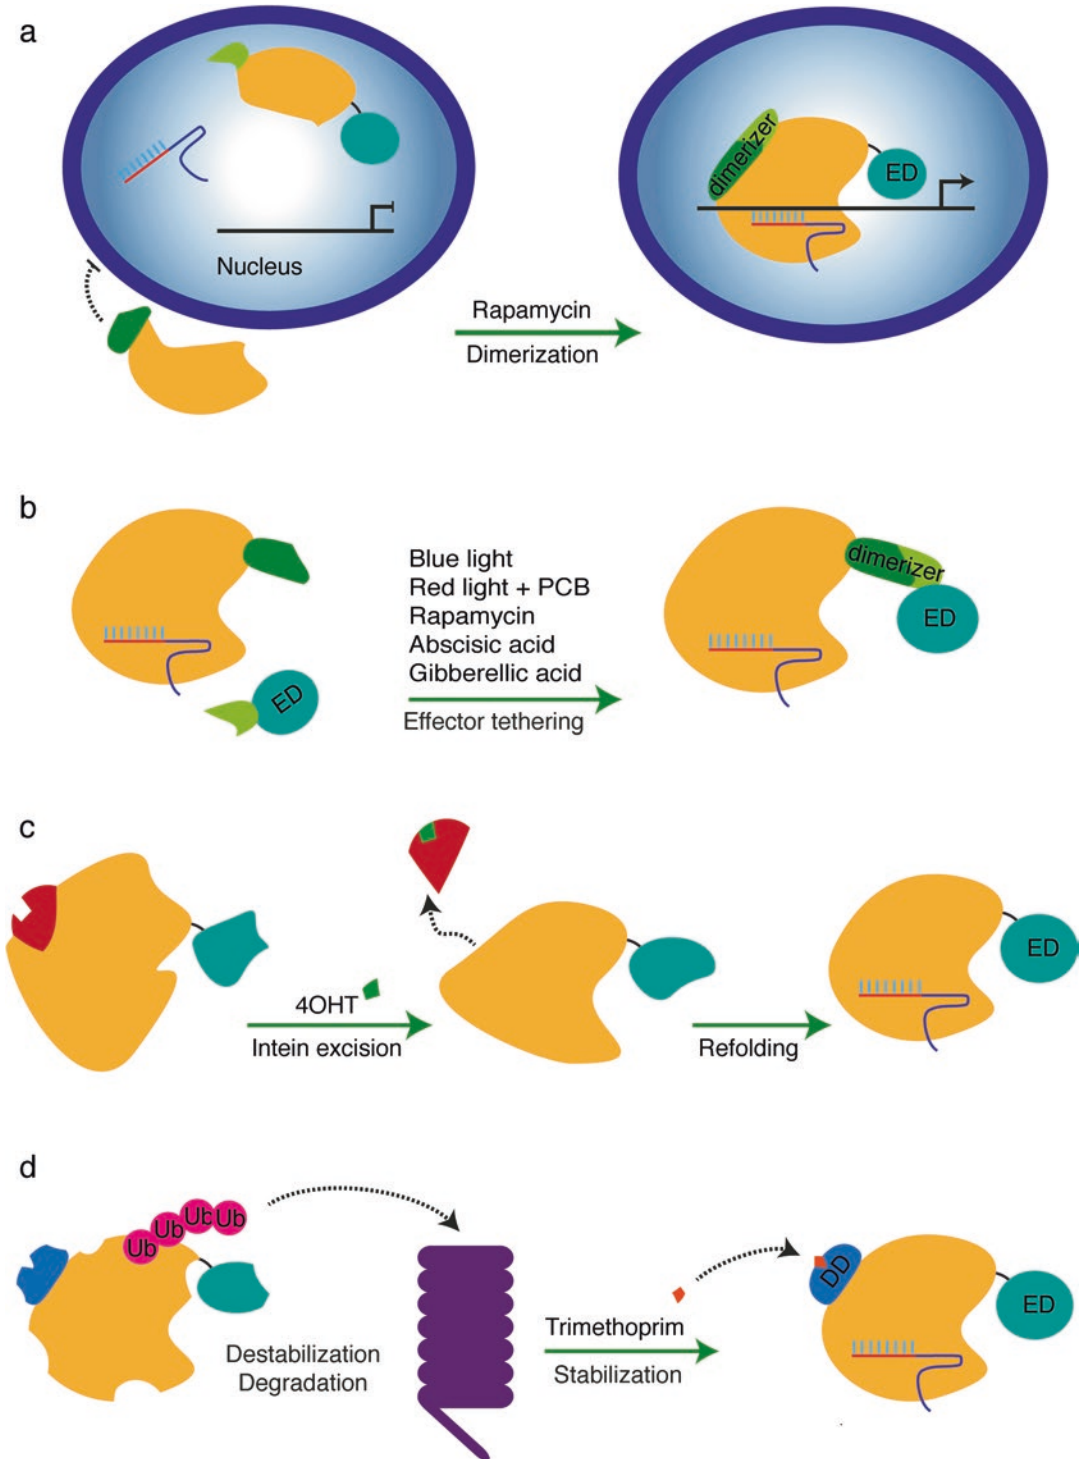 a
Nucleus
Rapamycin
Dimerization
dimerizer
ED
b
ED
Blue light
Red light + PCB
Rapamycin
Abscisic acid
Gibberellic acid
Effector tethering
dimerizer
ED
c
4OHT
Intein excision
Refolding
ED
d
Ub
Ub
Ub
Ub
Destabilization
Degradation
Trimethoprim
Stabilization
DD
ED